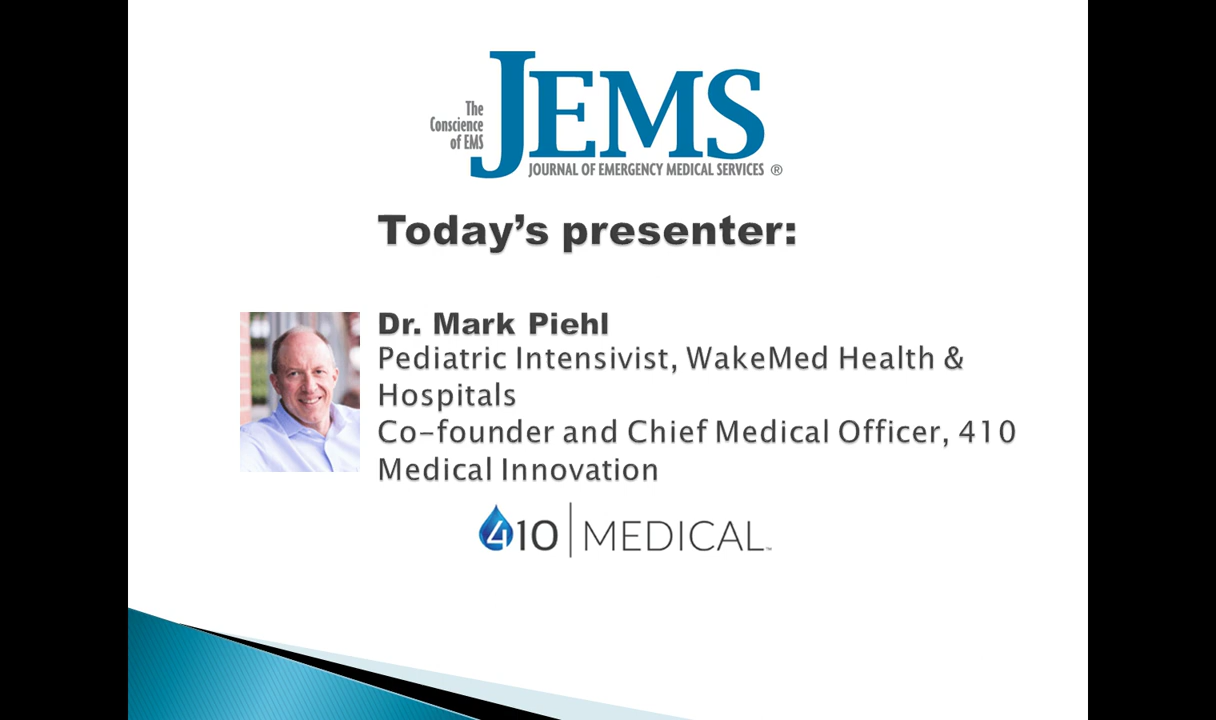 The
Conscience
of EMS
JEMS
JOURNAL OF EMERGENCY MEDICAL SERVICES ®
Today's presenter:
Dr. Mark Piehl
Pediatric Intensivist, WakeMed Health &
Hospitals
Co-founder and Chief Medical Officer, 410
Medical Innovation
410 | MEDICAL™